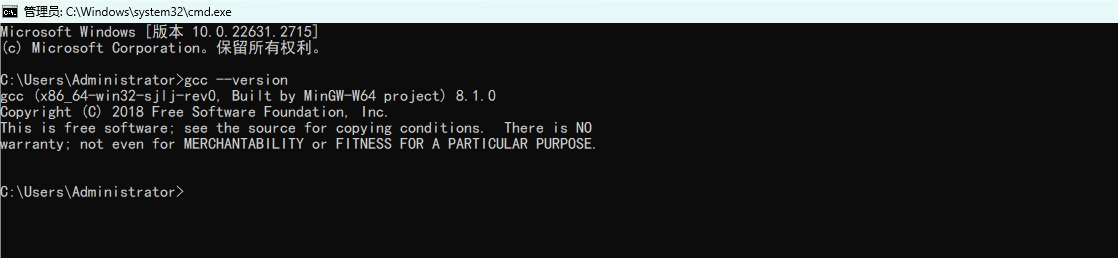 管理员: C:\Windows\system32\cmd.exe
Microsoft Windows [版本 10.0.22631.2715]
(c) Microsoft Corporation。保留所有权利。
C:\Users\Administrator>gcc --version
gcc (x86_64-win32-sjlj-rev0, Built by MinGW-W64 project) 8.1.0
Copyright (C) 2018 Free Software Foundation, Inc.
This is free software; see the source for copying conditions.  There is NO
warranty; not even for MERCHANTABILITY or FITNESS FOR A PARTICULAR PURPOSE.
C:\Users\Administrator>